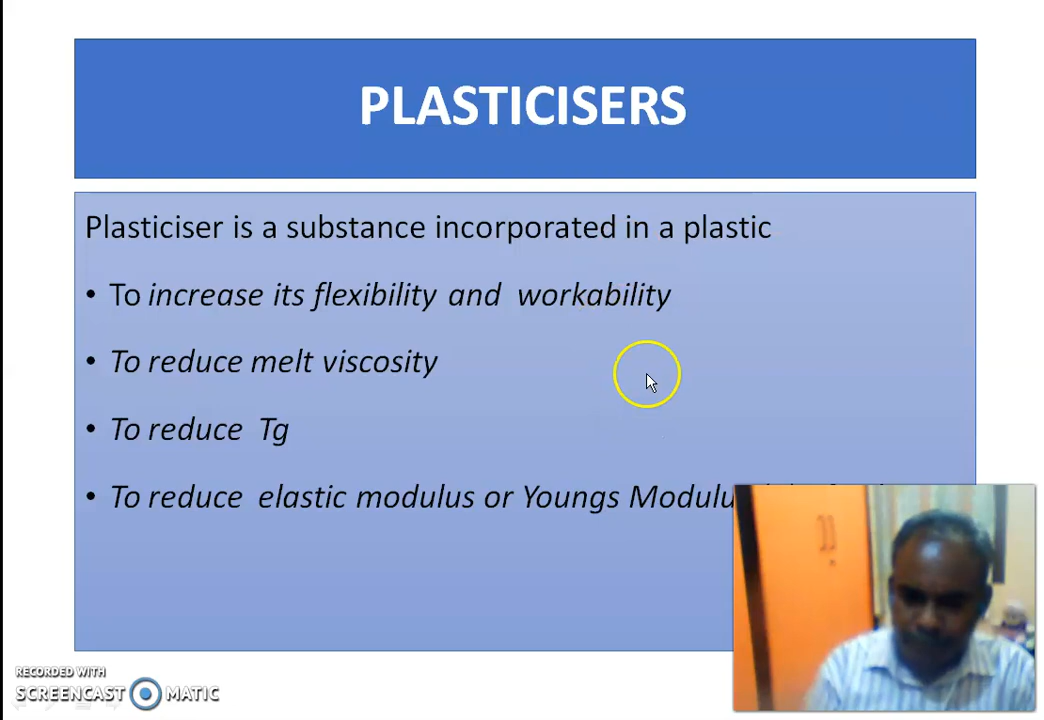 PLASTICISERS
Plasticiser is a substance incorporated in a plastic
• To increase its flexibility and workability
• To reduce melt viscosity
• To reduce Tg
• To reduce elastic modulus or Youngs
RECORDED WITH
SCREENCAST MATIC